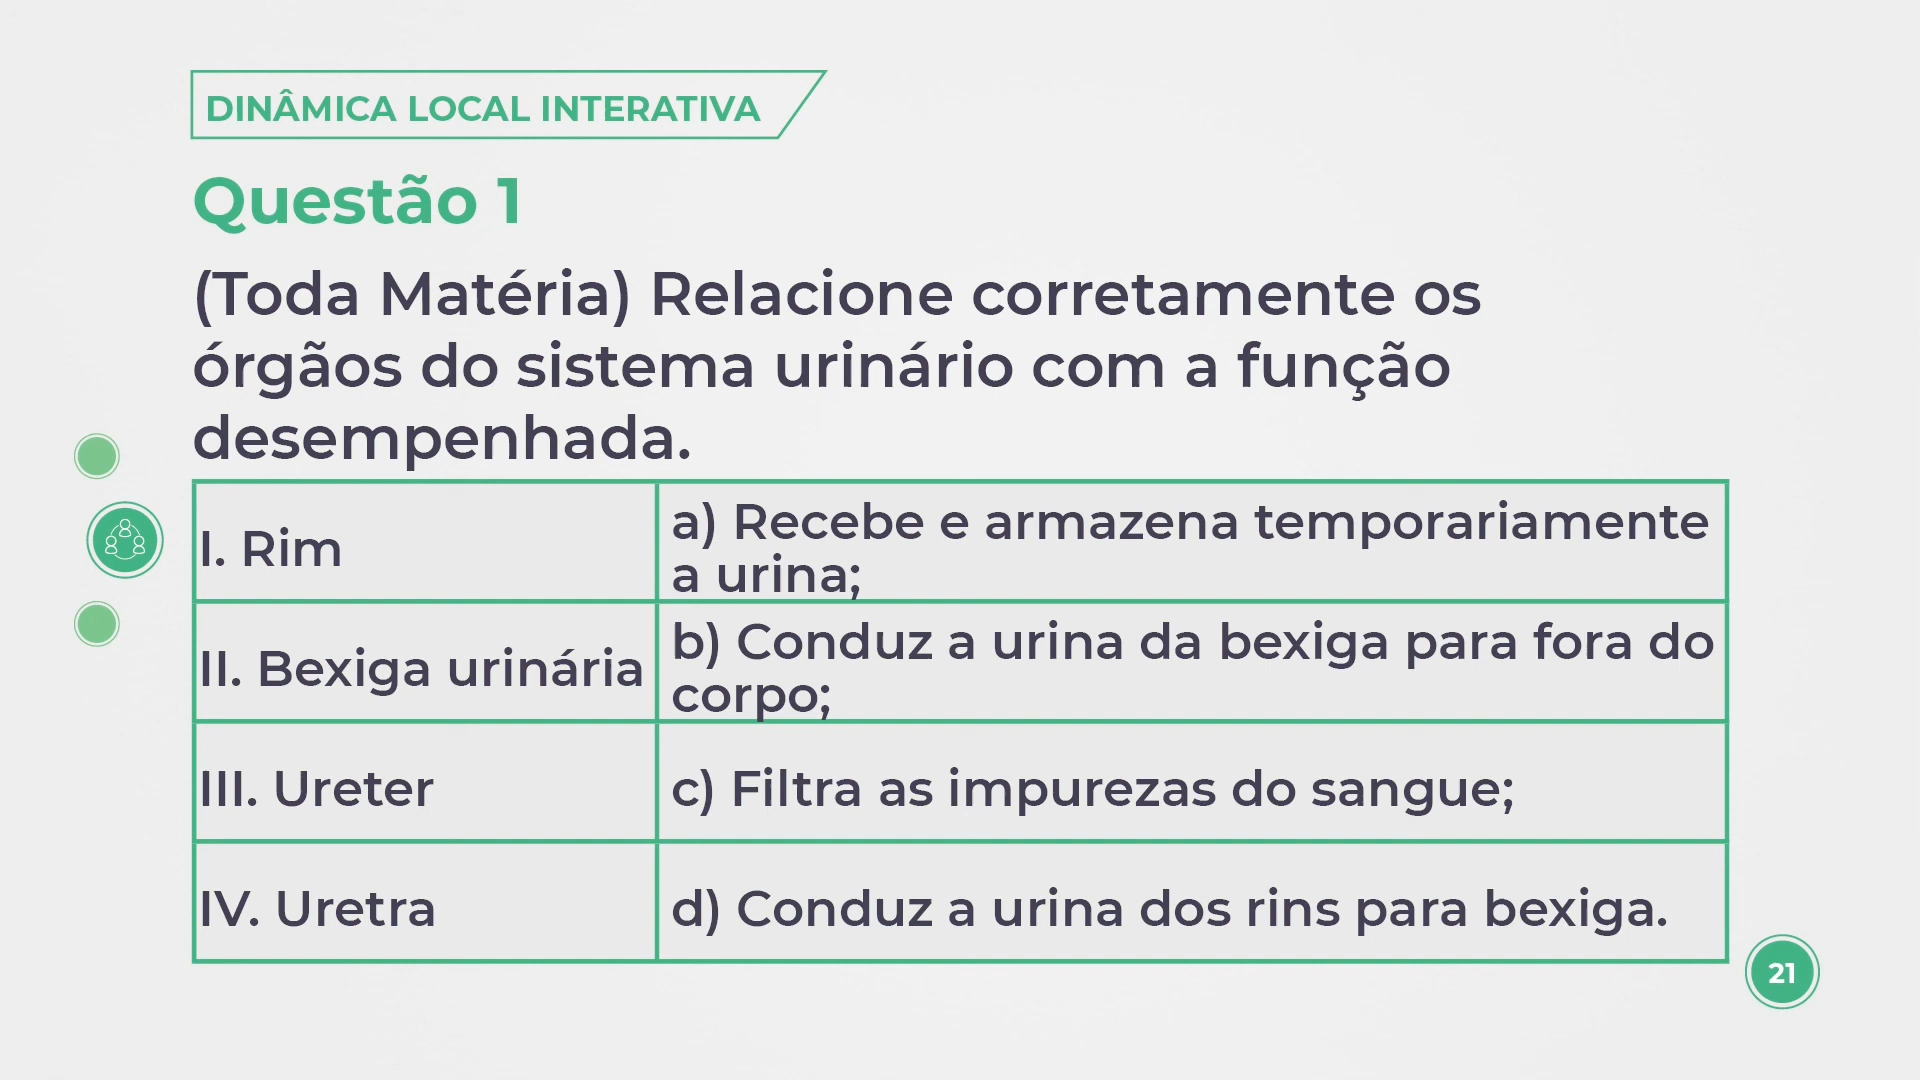 DINÂMICA LOCAL INTERATIVA
Questão 1
(Toda Matéria) Relacione corretamente os
órgãos do sistema urinário com a função
desempenhada.
I. Rim
a) Recebe e armazena temporariamente
a urina;
II. Bexiga urinária
b) Conduz a urina da bexiga para fora do
corpo;
III. Ureter
c) Filtra as impurezas do sangue;
IV. Uretra
d) Conduz a urina dos rins para bexiga.
21